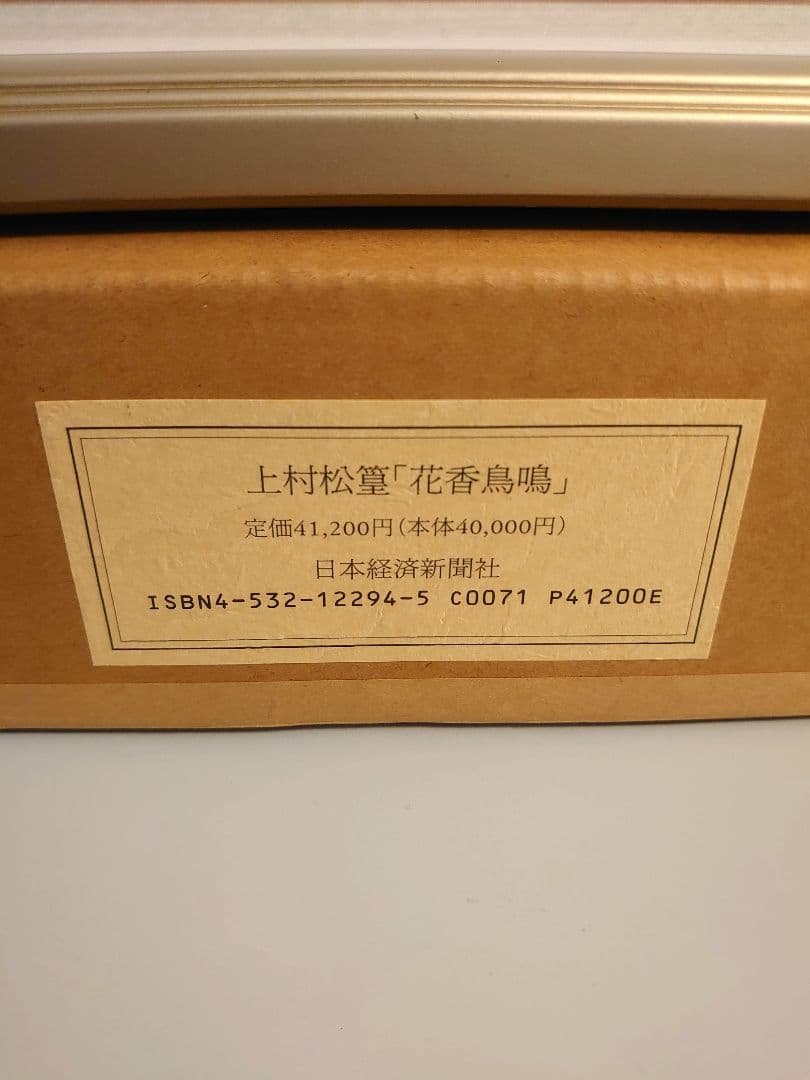 上村松篁「花香鳥鳴」
定価41,200円(本体40,000円)
日本経済新聞社
ISBN4-532-12294-5 C0071 P41200E